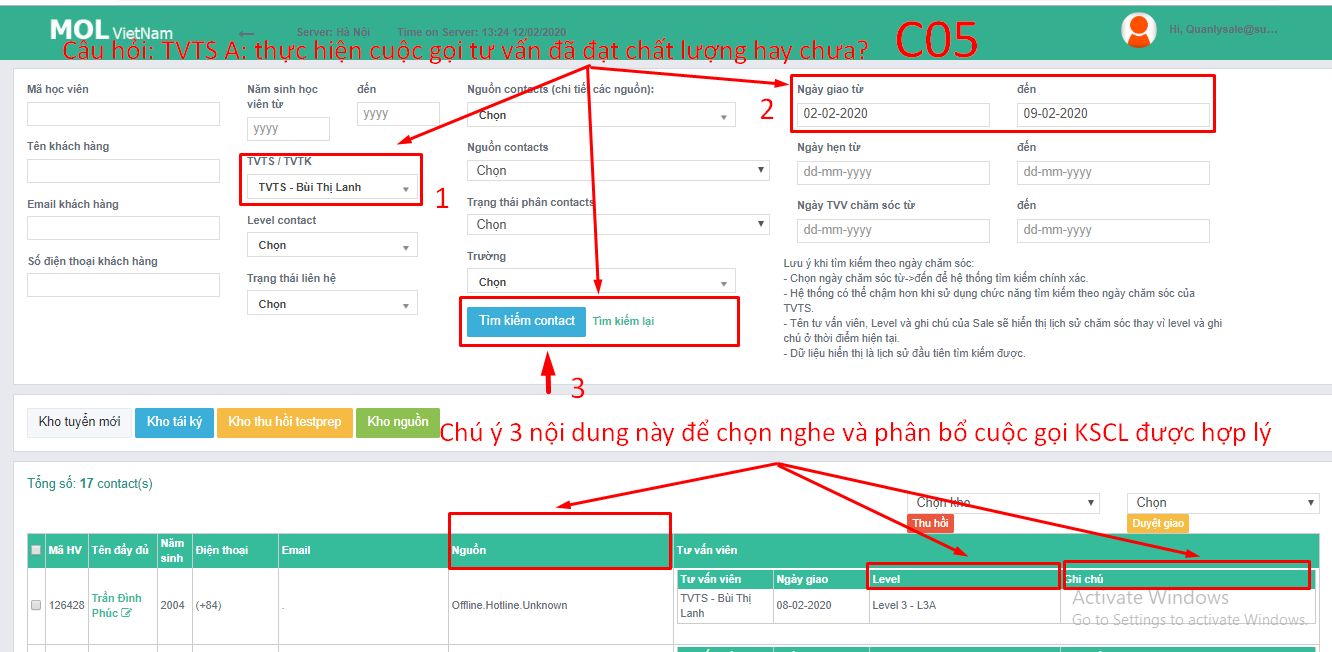 MOL VietNam
←
Server: Hà Nội
Time on Server: 13:24 12/02/2020
Hi, Quanlysale@su...
Câu hỏi: TVTS A: thực hiện cuộc gọi tư vấn đã đạt chất lượng hay chưa?
C05
Mã học viên
Năm sinh học viên từ
đến
Nguồn contacts (chi tiết các nguồn):
Ngày giao từ
đến
yyyy
yyyy
Chọn
2
02-02-2020
09-02-2020
Tên khách hàng
TVTS / TVTK
Nguồn contacts
Ngày hẹn từ
đến
TVTS - Bùi Thị Lanh
1
Chọn
dd-mm-yyyy
dd-mm-yyyy
Email khách hàng
Level contact
Trạng thái phân contacts
Ngày TVV chăm sóc từ
đến
Chọn
Chọn
dd-mm-yyyy
dd-mm-yyyy
Số điện thoại khách hàng
Trạng thái liên hệ
Trường
Chọn
Chọn
Lưu ý khi tìm kiếm theo ngày chăm sóc:
- Chọn ngày chăm sóc từ->đến để hệ thống tìm kiếm chính xác.
- Hệ thống có thể chậm hơn khi sử dụng chức năng tìm kiếm theo ngày chăm sóc của
TVTS.
- Tên tư vấn viên, Level và ghi chú của Sale sẽ hiển thị lịch sử chăm sóc thay vì level và ghi
chú ở thời điểm hiện tại.
- Dữ liệu hiển thị là lịch sử đầu tiên tìm kiếm được.
Tìm kiếm contact
Tìm kiếm lại
3
Kho tuyển mới
Kho tái ký
Kho thu hồi testprep
Kho nguồn
Chú ý 3 nội dung này để chọn nghe và phân bổ cuộc gọi KSCL được hợp lý
Tổng số: 17 contact(s)
Chọn kho
Chọn
Thu hồi
Duyệt giao
Mã HV
Tên đầy đủ
Năm sinh
Điện thoại
Email
Nguồn
Tư vấn viên
Tư vấn viên
Ngày giao
Level
Ghi chú
126428
Trần Đình Phúc
2004
(+84)
.
Offline.Hotline.Unknown
TVTS - Bùi Thị Lanh
08-02-2020
Level 3 - L3A
Activate Windows
Go to Settings to activate Windows.